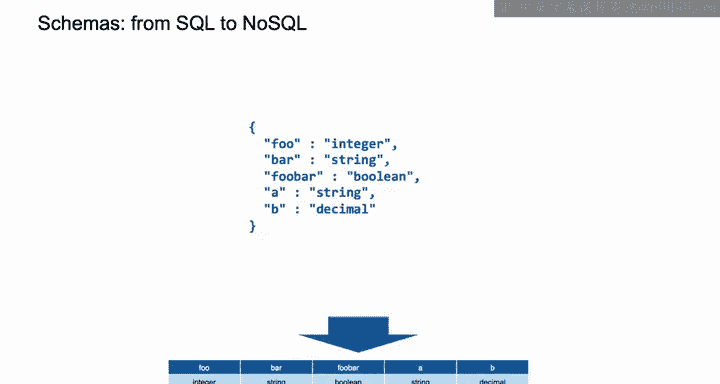 Schemas: from SQL to NoSQL
{
"foo" : "integer",
"bar" : "string",
"foobar" : "boolean",
"a" : "string",
"b" : "decimal"
}
foo bar foobar a b
integer string boolean string decimal